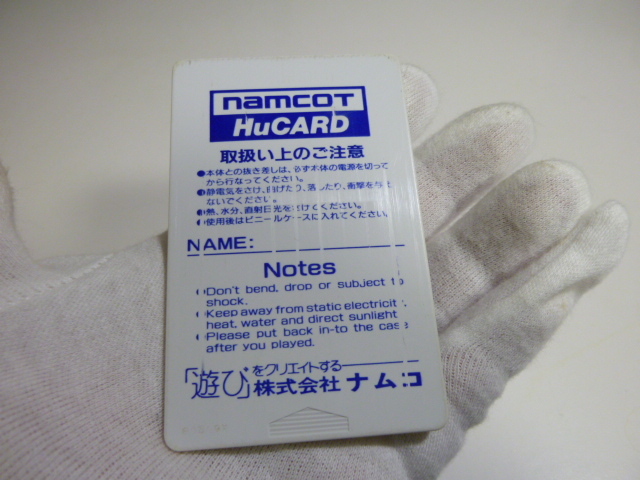 namcoT
HuCARD
取扱い上のご注意
●本体との抜き差しは、必ず本体の電源を切って
から行なってください。
●静電気をさけ、曲げたり、落したり、衝撃を与え
ないでください。
●熱、水分、直射日光をさけてください。
●使用後はビニールケースに入れてください。
NAME:
Notes
●Don't bend, drop or subject to
shock.
●Keep away from static electricity,
heat, water and direct sunlight
●Please put back in-to the case
after you played.
「遊び」をクリエイトする
株式会社 ナムコ